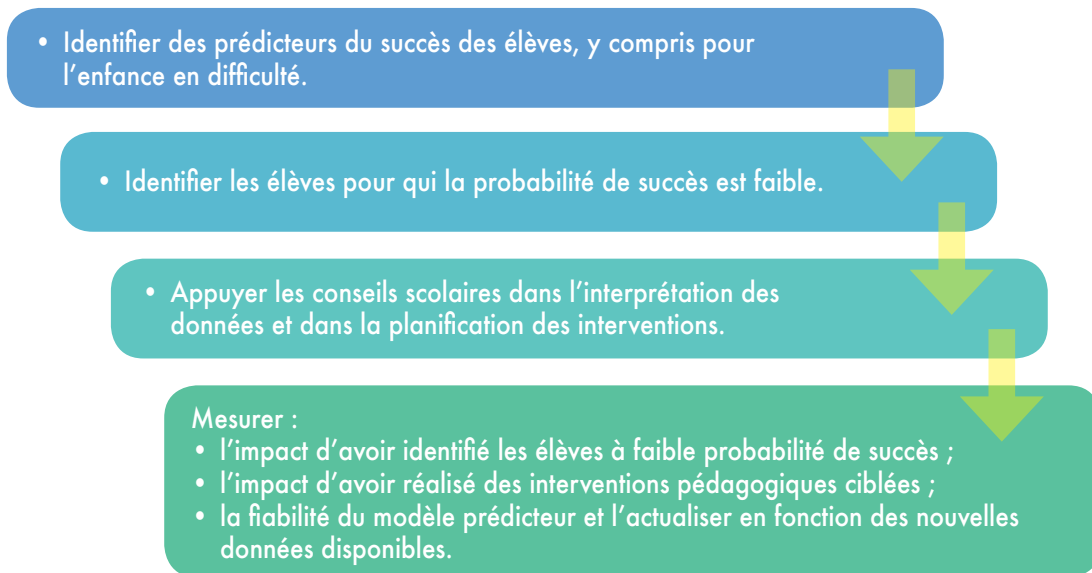 • Identifier des prédicteurs du succès des élèves, y compris pour
l'enfance en difficulté.
• Identifier les élèves pour qui la probabilité de succès est faible.
• Appuyer les conseils scolaires dans l'interprétation des
données et dans la planification des interventions.
Mesurer :
• l'impact d'avoir identifié les élèves à faible probabilité de succès ;
• l'impact d'avoir réalisé des interventions pédagogiques ciblées ;
• la fiabilité du modèle prédicteur et l'actualiser en fonction des nouvelles
données disponibles.